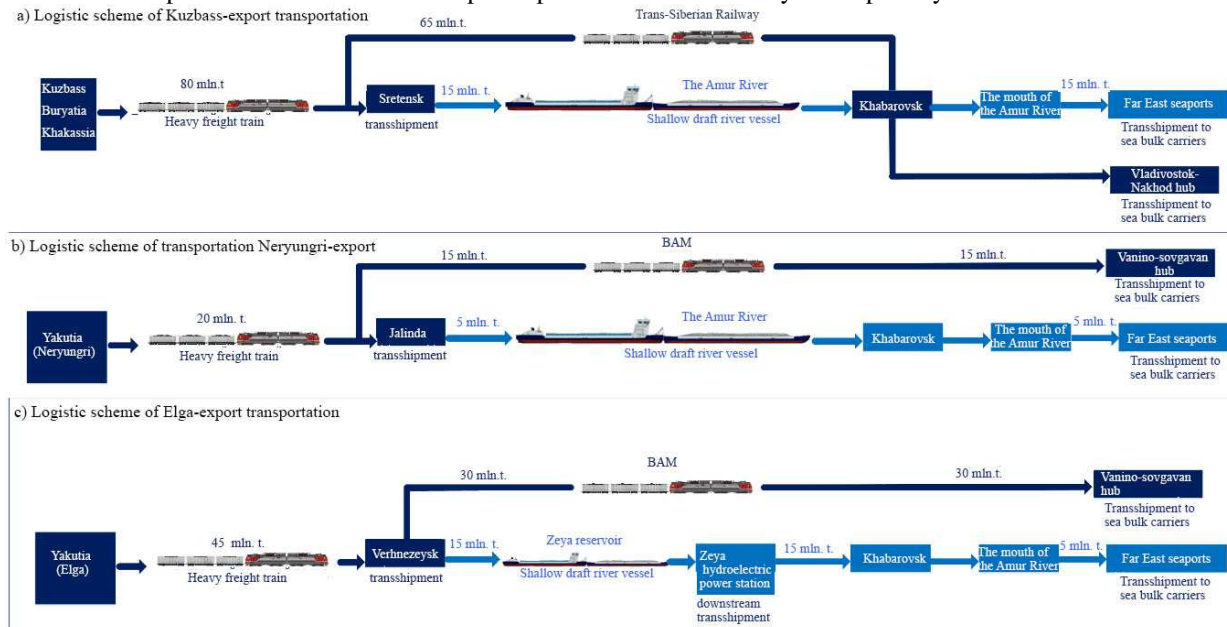 a) Logistic scheme of Kuzbass-export transportation
Trans-Siberian Railway
65 mln.t.
Kuzbass
Buryatia
Khakassia
80 mln.t
Heavy freight train
Sretensk
transshipment
15 mln. t.
The Amur River
Shallow draft river vessel
Khabarovsk
The mouth of
the Amur River
15 mln. t.
Far East seaports
Transshipment to
sea bulk carriers
Vladivostok-
Nakhod hub
Transshipment to
sea bulk carriers
b) Logistic scheme of transportation Neryungri-export
BAM
15 mln.t.
15 mln.t.
Vanino-sovgavan
hub
Transshipment to
sea bulk carriers
Yakutia
(Neryungri)
20 mln. t.
Heavy freight train
Jalinda
transshipment
5 mln. t.
The Amur River
Shallow draft river vessel
Khabarovsk
The mouth of
the Amur River
5 mln. t.
Far East seaports
Transshipment to
sea bulk carriers
c) Logistic scheme of Elga-export transportation
BAM
30 mln.t.
30 mln.t.
Vanino-sovgavan
hub
Transshipment to
sea bulk carriers
Yakutia
(Elga)
45 mln. t.
Heavy freight train
Verhnezeysk
transshipment
15 mln. t.
Zeya reservoir
Shallow draft river vessel
Zeya
hydroelectric
power station
downstream
transshipment
15 mln. t.
Khabarovsk
The mouth of
the Amur River
5 mln. t.
Far East seaports
Transshipment to
sea bulk carriers